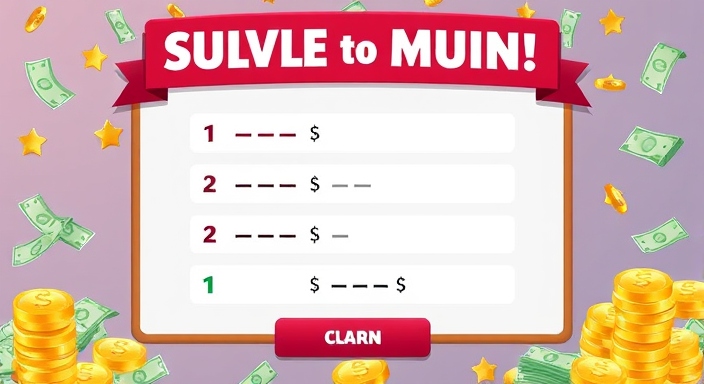 SULVLE to MUIN!
1 – – – $
2 – – – $ – –
2 – – – $ –
1 $ – – – $
CLARN